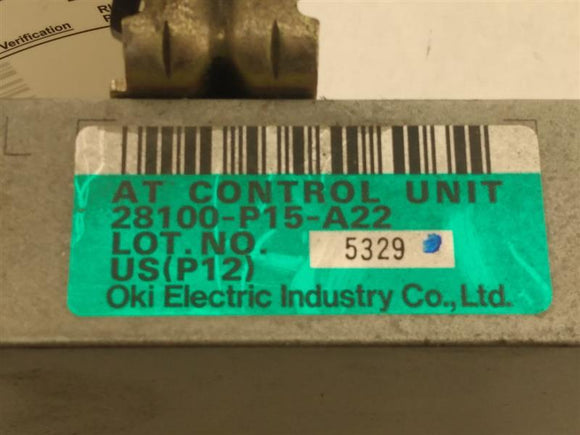 Verification
AT CONTROL UNIT
28100-P15-A22
LOT.NO. 5329
US(P12)
Oki Electric Industry Co.,Ltd.